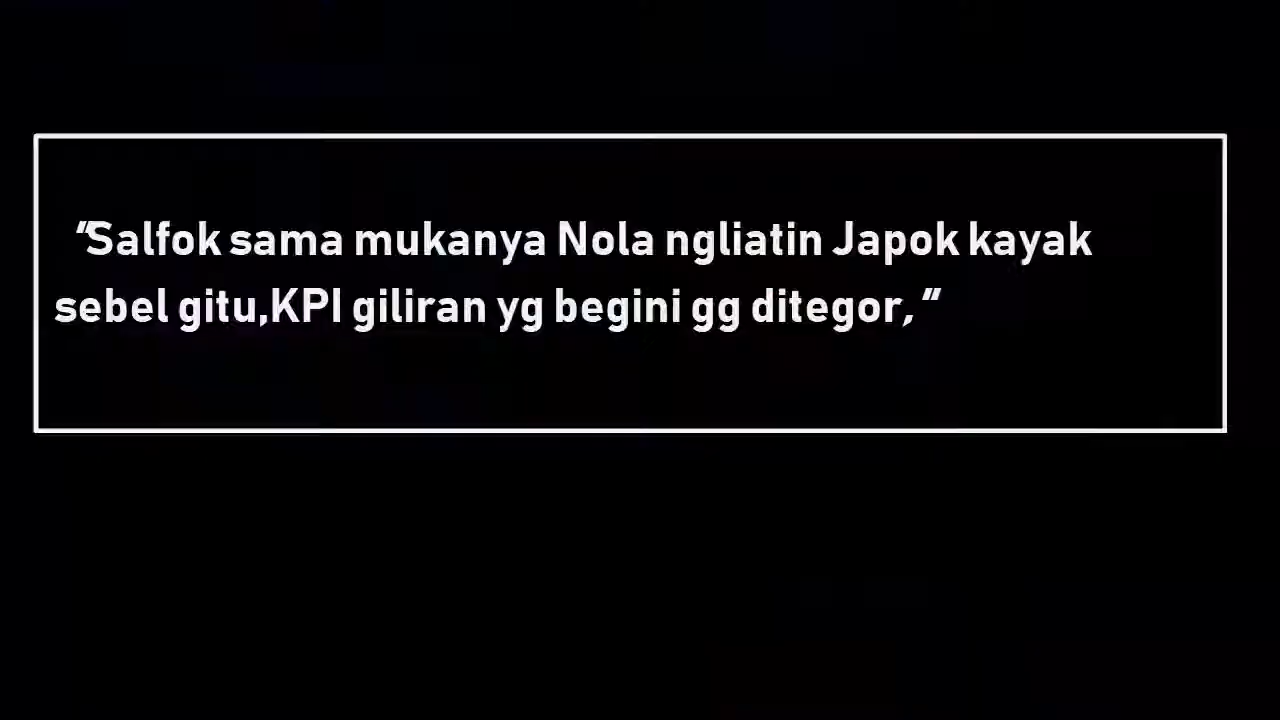 "Salfok sama mukanya Nola ngliatin Japok kayak
sebel gitu,KPI giliran yg begini gg ditegor,"